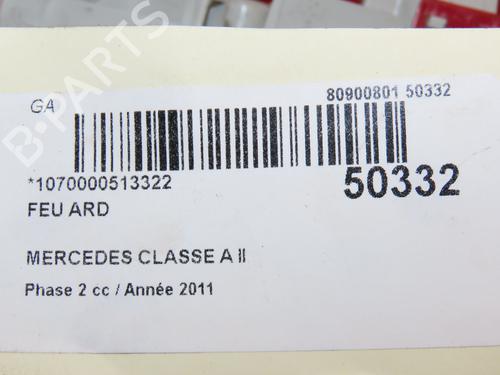 GA
80900801 50332
*1070000513322
50332
FEU ARD
MERCEDES CLASSE A II
Phase 2 cc / Année 2011
B-PARTS